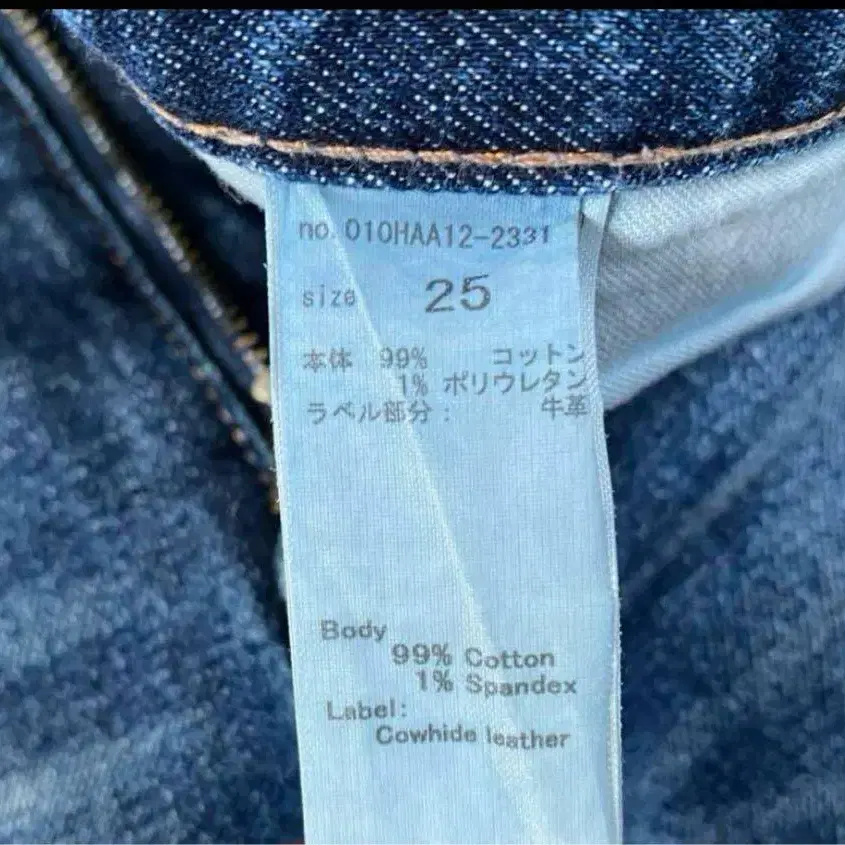 no.010HAA12-2331
size 25
本体 99% コットン
1% ポリウレタン
ラベル部分: 牛革
Body
99% Cotton
1% Spandex
Label:
Cowhide leather